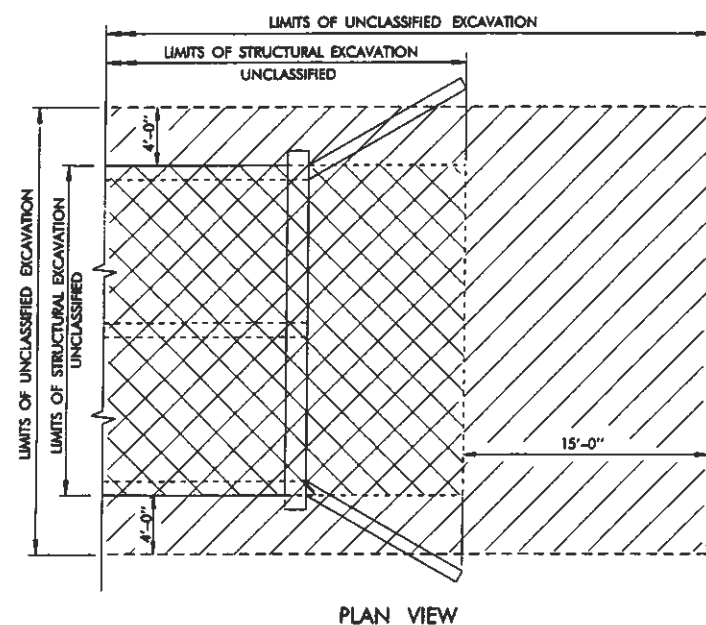 LIMITS OF UNCLASSIFIED EXCAVATION
LIMITS OF STRUCTURAL EXCAVATION
UNCLASSIFIED
4'-0"
LIMITS OF UNCLASSIFIED EXCAVATION
LIMITS OF STRUCTURAL EXCAVATION
UNCLASSIFIED
15'-0"
4'-0"
PLAN VIEW